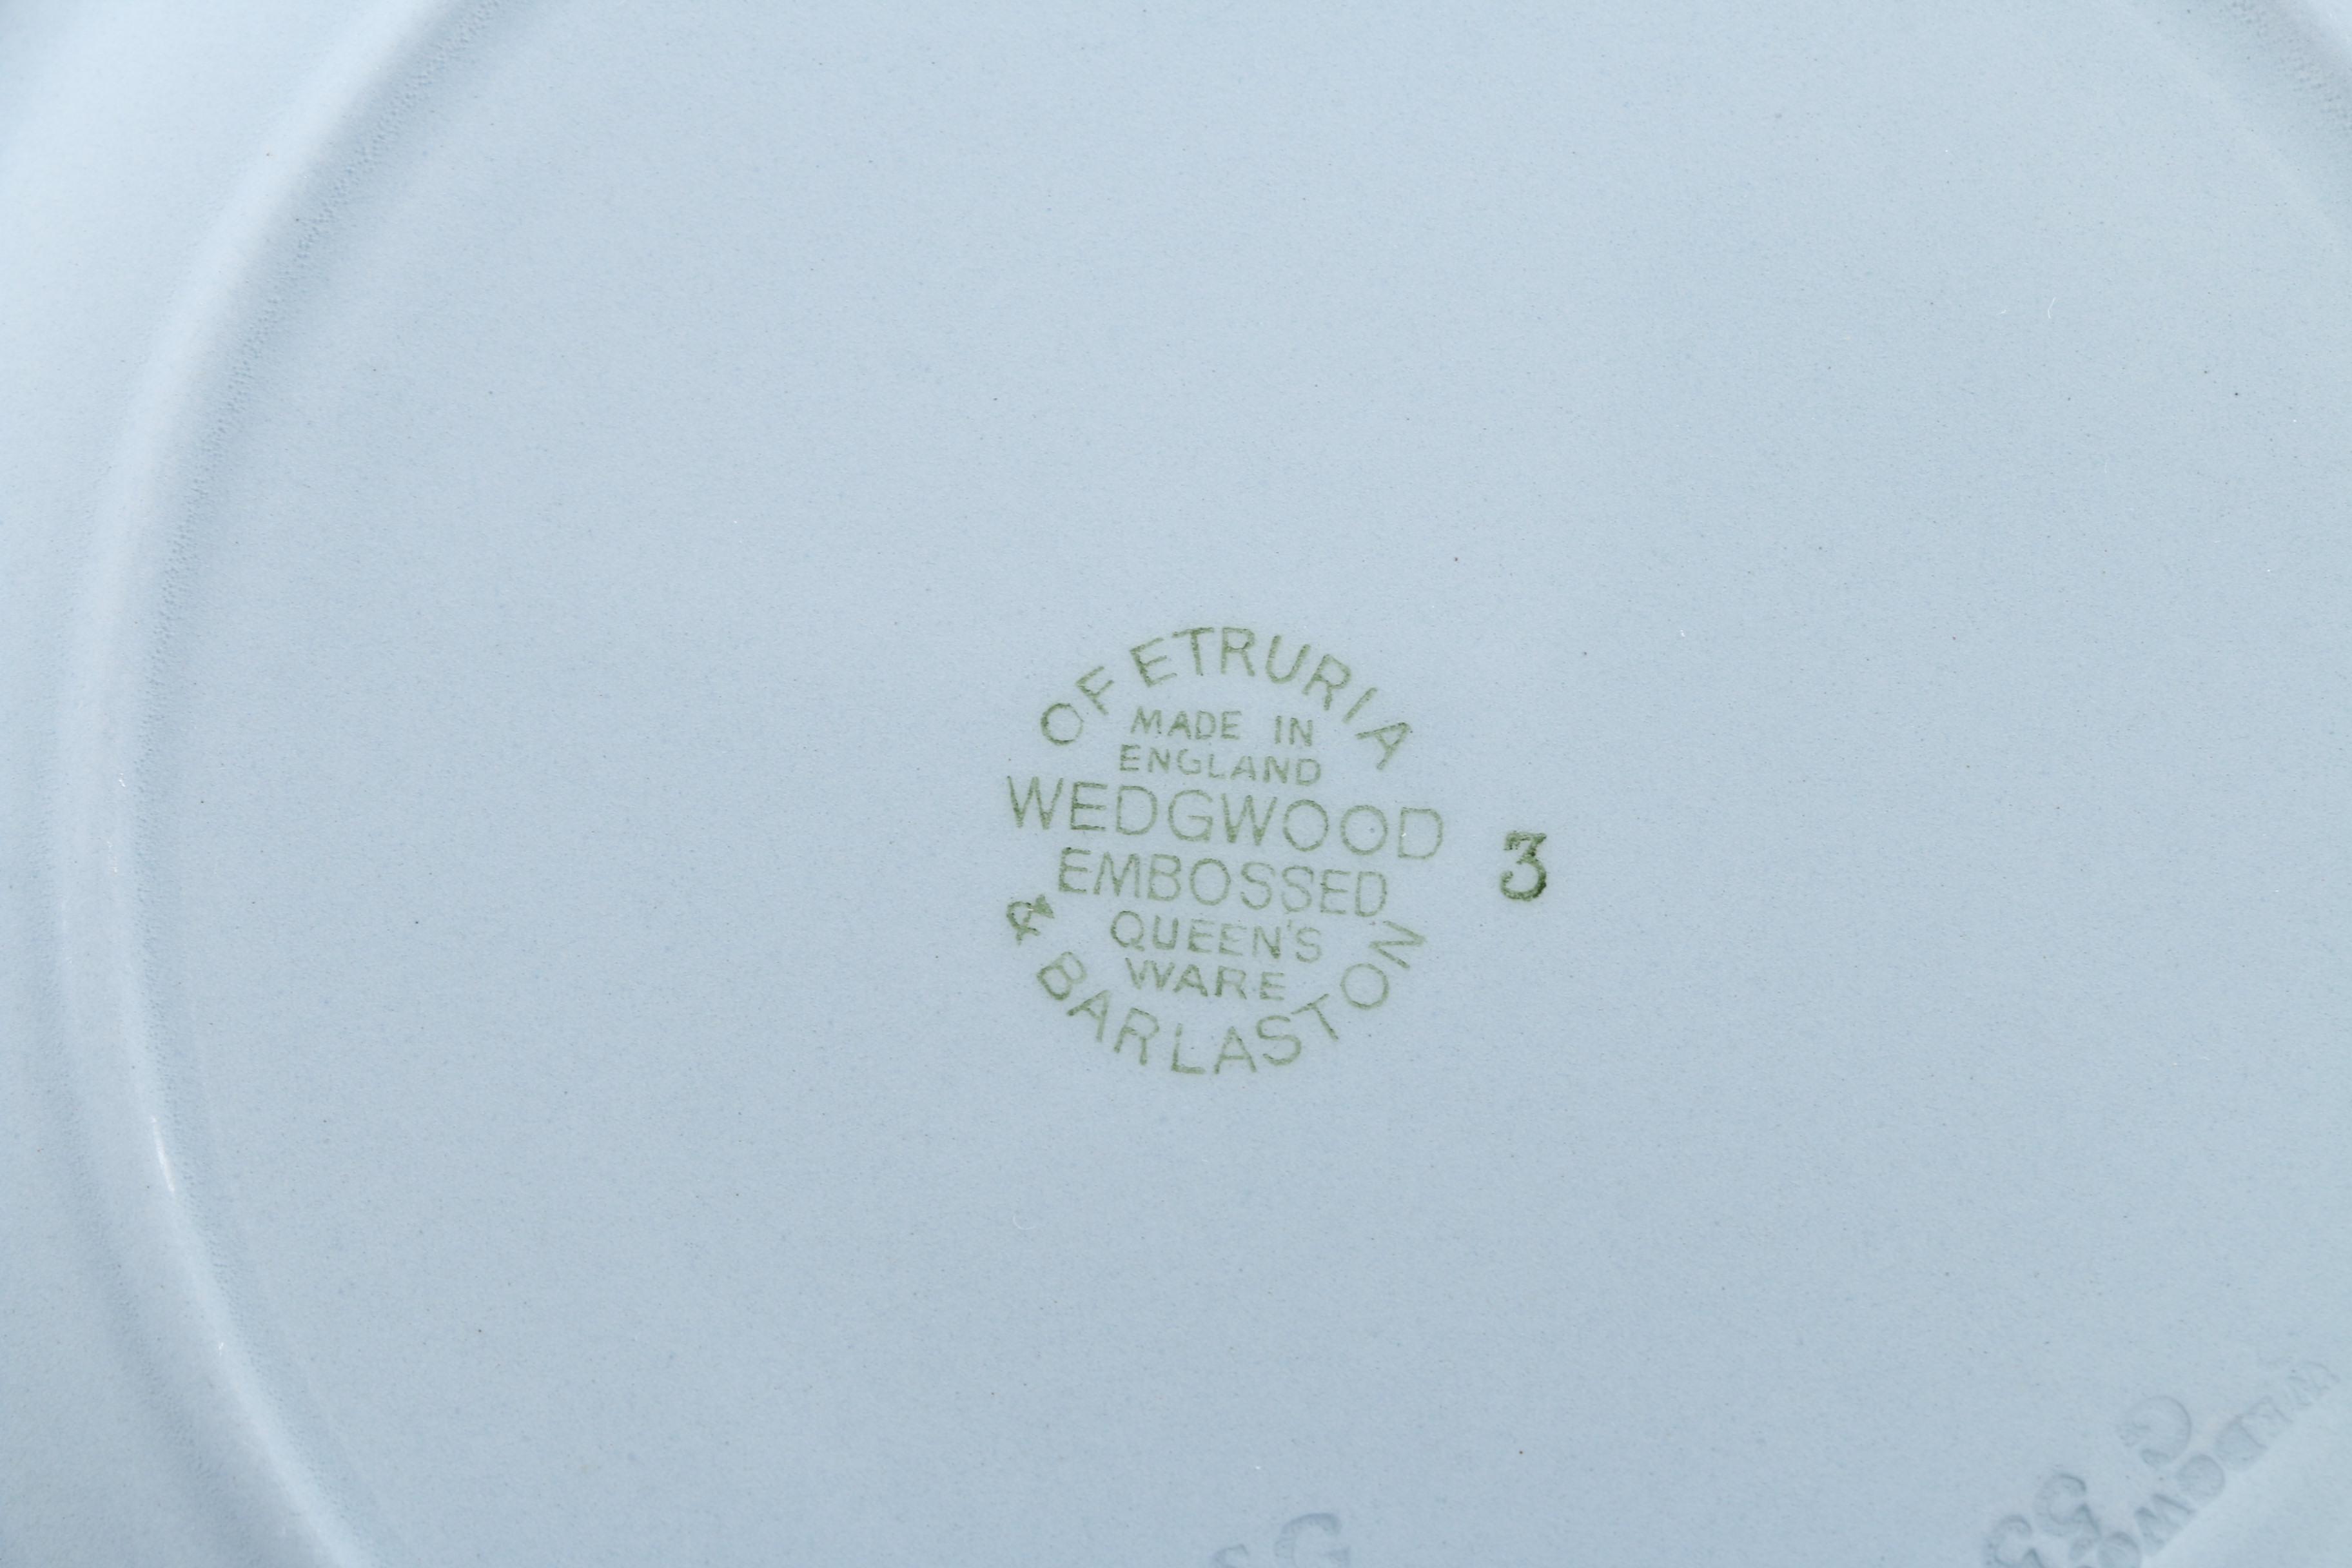 OF ETRURIA
MADE IN
ENGLAND
WEDGWOOD
EMBOSSED
QUEEN'S
WARE
& BARLASTON
3
G
G